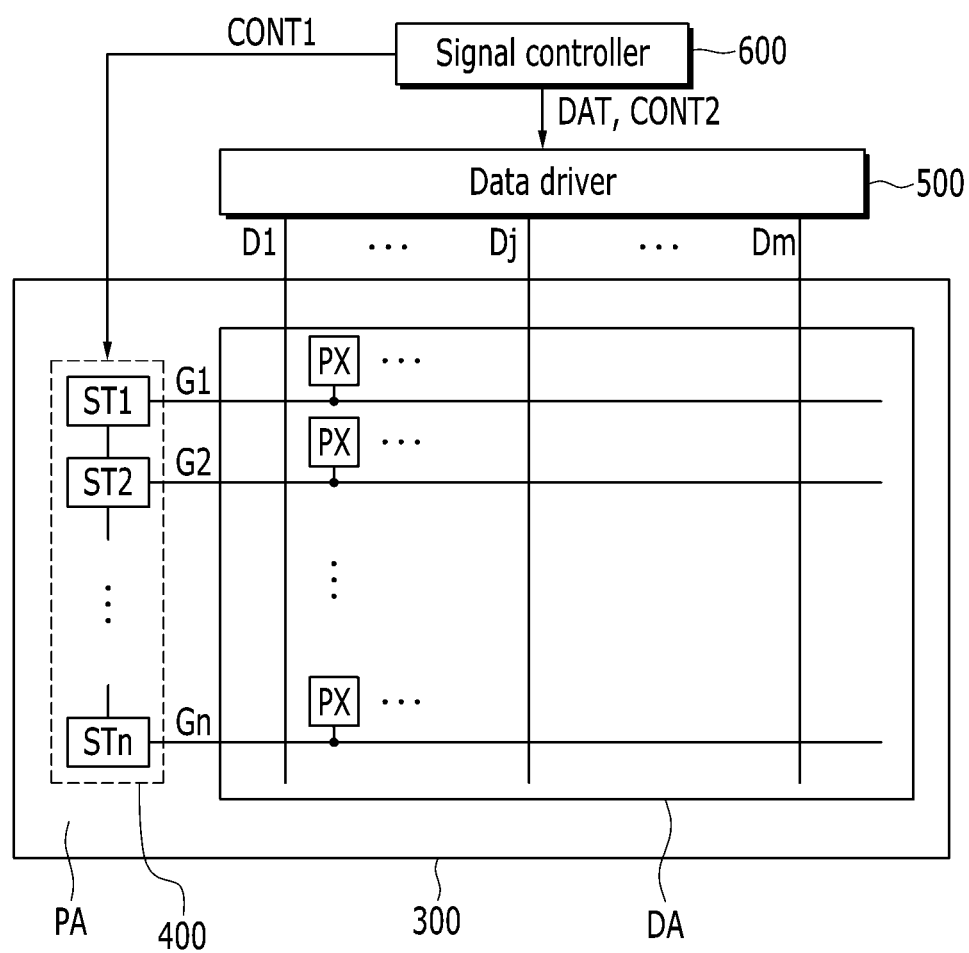 CONT1
Signal controller
600
DAT, CONT2
Data driver
500
D1 ... Dj ... Dm
PX ...
ST1 G1
PX ...
ST2 G2
PX ...
STn Gn
PA 400 300 DA